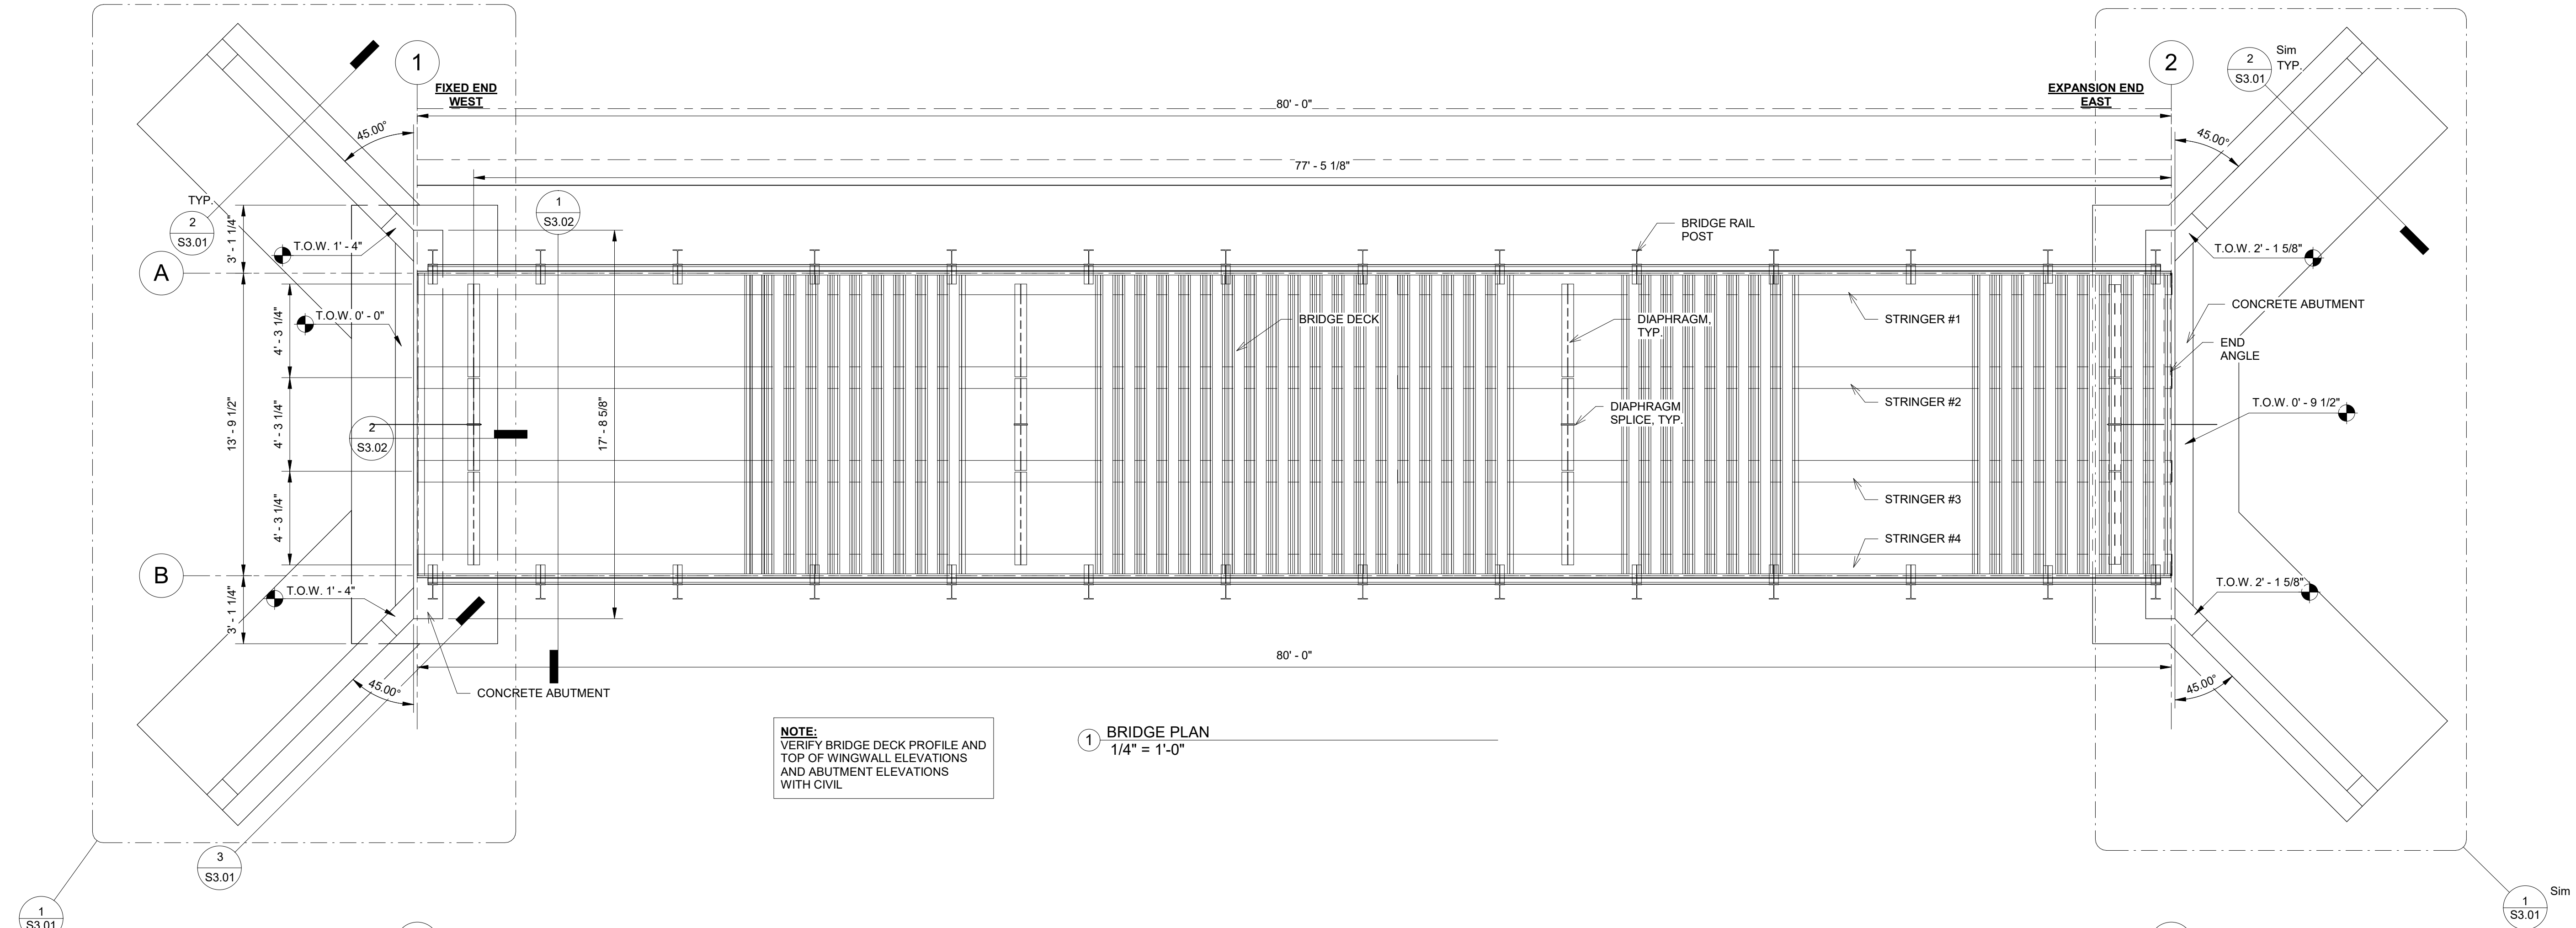 1
2
2
S3.01
Sim
TYP.
FIXED END
WEST
EXPANSION END
EAST
80' - 0"
45.00°
45.00°
77' - 5 1/8"
TYP.
2
S3.01
1
S3.02
3' - 1 1/4"
T.O.W. 1' - 4"
BRIDGE RAIL
POST
T.O.W. 2' - 1 5/8"
A
T.O.W. 0' - 0"
4' - 3 1/4"
BRIDGE DECK
DIAPHRAGM,
TYP.
STRINGER #1
CONCRETE ABUTMENT
END
ANGLE
13' - 9 1/2"
4' - 3 1/4"
2
S3.02
17' - 8 5/8"
DIAPHRAGM
SPLICE, TYP.
STRINGER #2
T.O.W. 0' - 9 1/2"
4' - 3 1/4"
STRINGER #3
STRINGER #4
B
3' - 1 1/4"
T.O.W. 1' - 4"
T.O.W. 2' - 1 5/8"
80' - 0"
45.00°
CONCRETE ABUTMENT
45.00°
NOTE:
VERIFY BRIDGE DECK PROFILE AND
TOP OF WINGWALL ELEVATIONS
AND ABUTMENT ELEVATIONS
WITH CIVIL
1
BRIDGE PLAN
1/4" = 1'-0"
3
S3.01
1
S3.01
1
S3.01
Sim